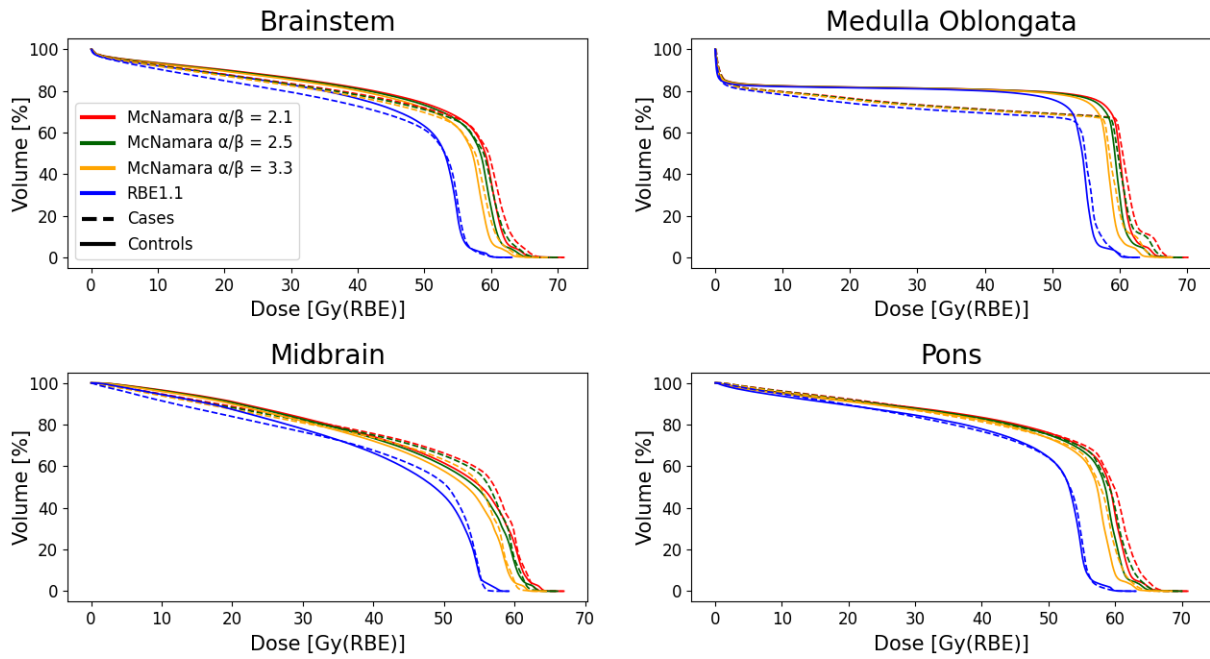 Brainstem
Volume [%]
100
80
60
40
20
0
McNamara α/β = 2.1
McNamara α/β = 2.5
McNamara α/β = 3.3
RBE1.1
Cases
Controls
0 10 20 30 40 50 60 70
Dose [Gy(RBE)]
Medulla Oblongata
Volume [%]
100
80
60
40
20
0
0 10 20 30 40 50 60 70
Dose [Gy(RBE)]
Midbrain
Volume [%]
100
80
60
40
20
0
0 10 20 30 40 50 60 70
Dose [Gy(RBE)]
Pons
Volume [%]
100
80
60
40
20
0
0 10 20 30 40 50 60 70
Dose [Gy(RBE)]